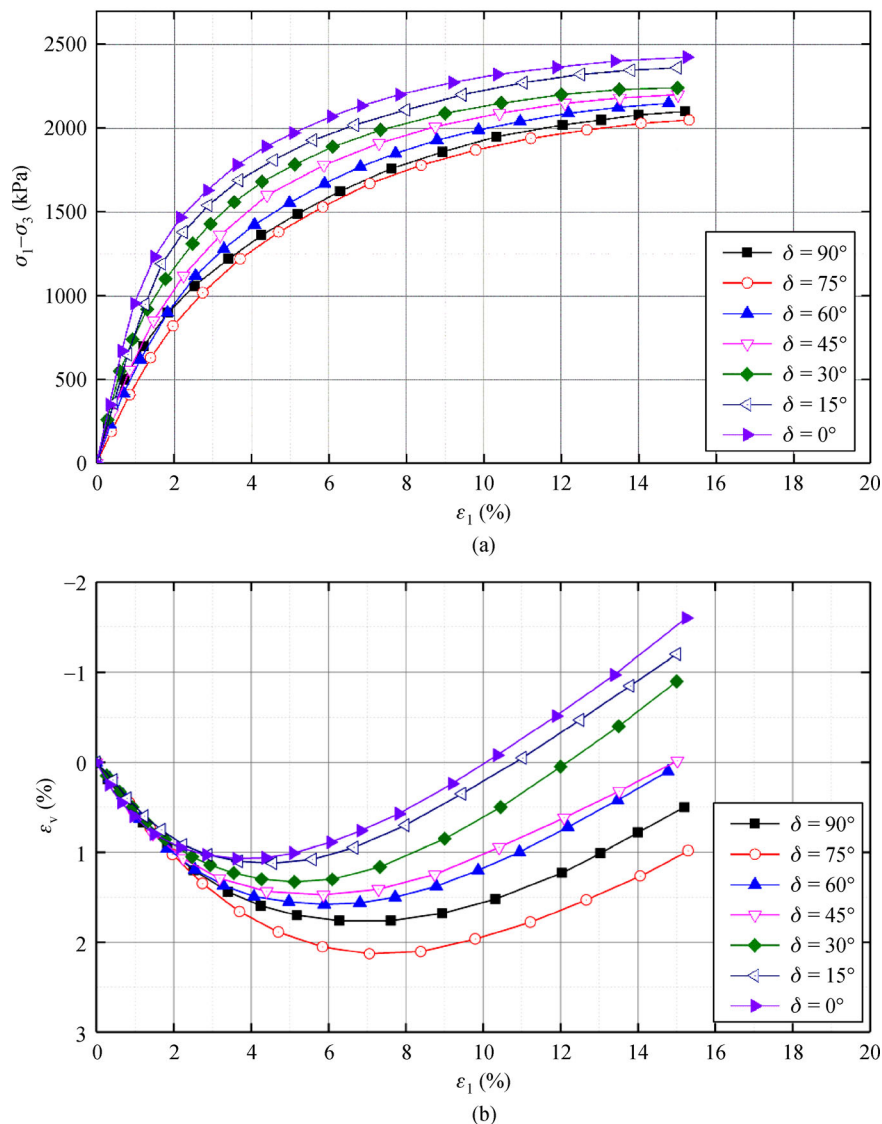 2500
2000
1500
1000
500
0
σ₁−σ₃ (kPa)
δ = 90°
δ = 75°
δ = 60°
δ = 45°
δ = 30°
δ = 15°
δ = 0°
0 2 4 6 8 10 12 14 16 18 20
ε₁ (%)
(a)
−2
−1
0
1
2
3
εᵥ (%)
δ = 90°
δ = 75°
δ = 60°
δ = 45°
δ = 30°
δ = 15°
δ = 0°
0 2 4 6 8 10 12 14 16 18 20
ε₁ (%)
(b)